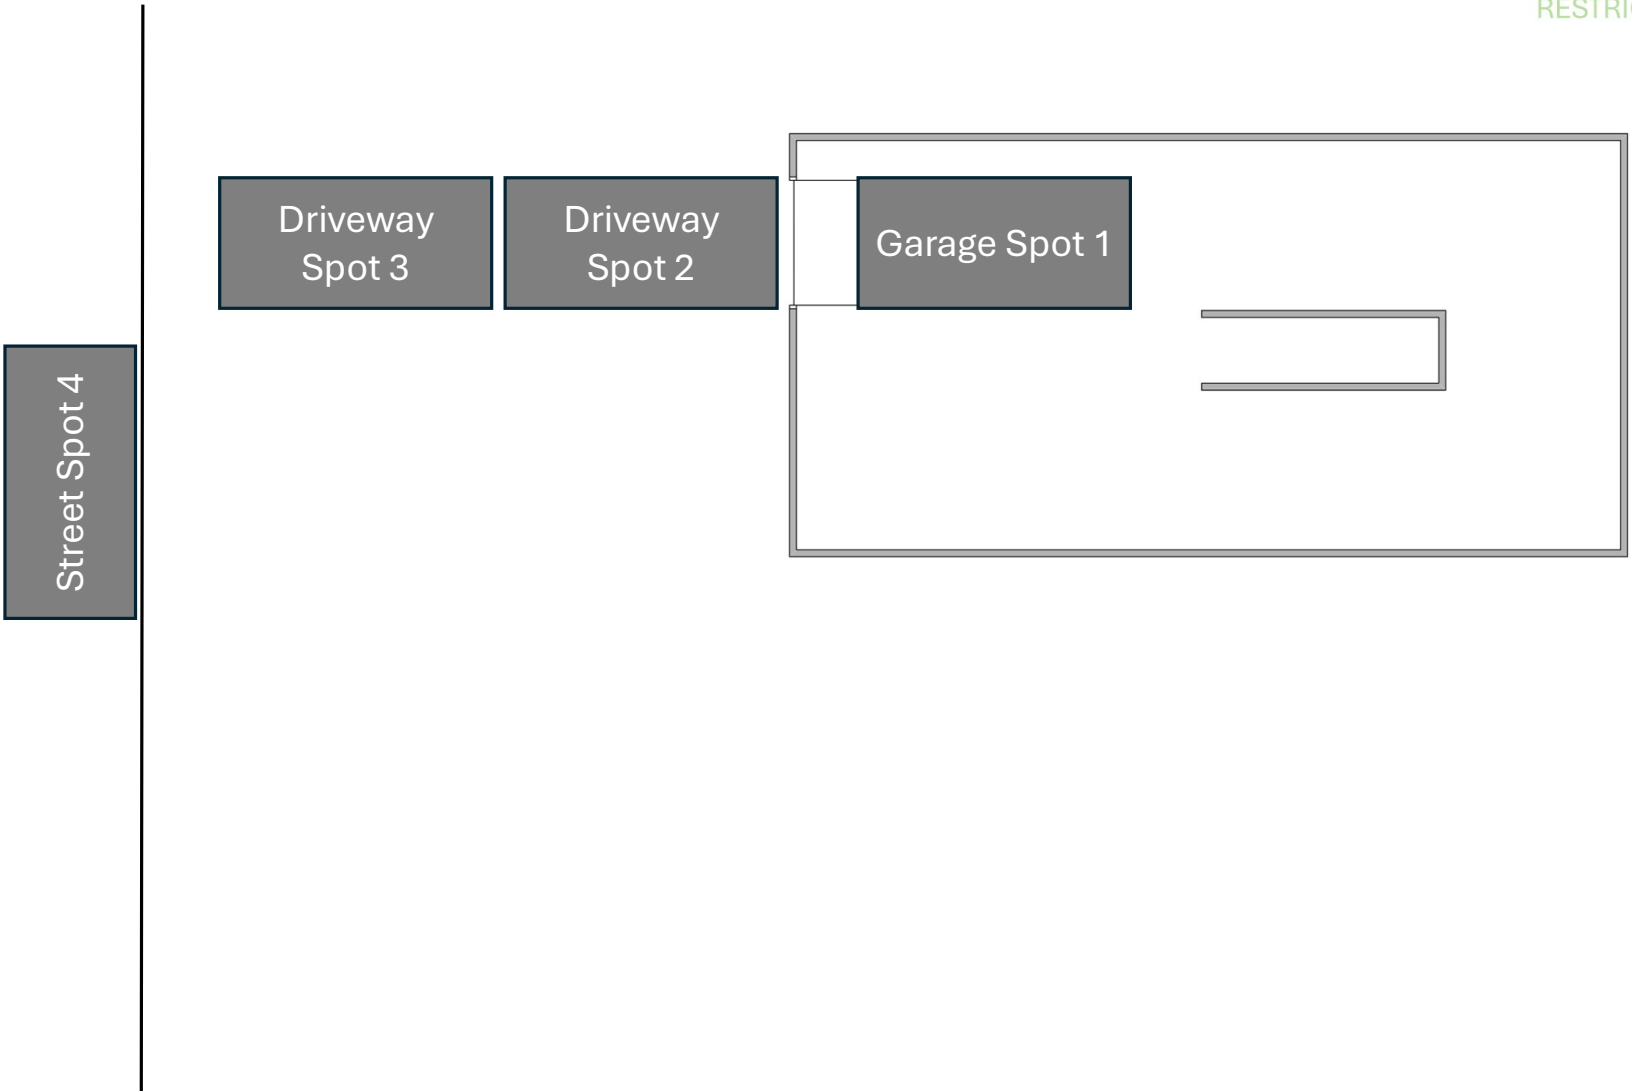 Driveway
Spot 3
Driveway
Spot 2
Garage Spot 1
Street Spot 4